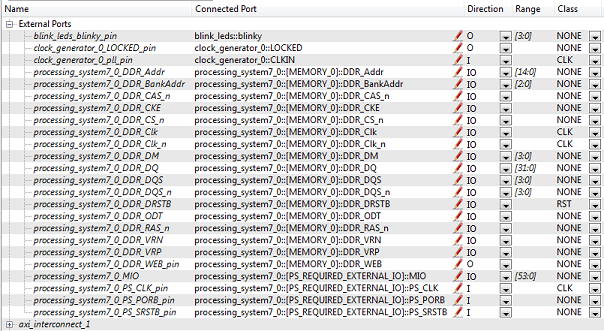 Name Connected Port Direction Range Class
External Ports
blink_leds_blinky_pin blink_leds::blinky O [3:0] NONE
clock_generator_0_LOCKED_pin clock_generator_0::LOCKED O NONE
clock_generator_0_pll_pin clock_generator_0::CLKIN I CLK
processing_system7_0_DDR_Addr processing_system7_0::[MEMORY_0]::DDR_Addr IO [14:0] NONE
processing_system7_0_DDR_BankAddr processing_system7_0::[MEMORY_0]::DDR_BankAddr IO [2:0] NONE
processing_system7_0_DDR_CAS_n processing_system7_0::[MEMORY_0]::DDR_CAS_n IO NONE
processing_system7_0_DDR_CKE processing_system7_0::[MEMORY_0]::DDR_CKE IO NONE
processing_system7_0_DDR_CS_n processing_system7_0::[MEMORY_0]::DDR_CS_n IO NONE
processing_system7_0_DDR_Clk processing_system7_0::[MEMORY_0]::DDR_Clk IO CLK
processing_system7_0_DDR_Clk_n processing_system7_0::[MEMORY_0]::DDR_Clk_n IO CLK
processing_system7_0_DDR_DM processing_system7_0::[MEMORY_0]::DDR_DM IO [3:0] NONE
processing_system7_0_DDR_DQ processing_system7_0::[MEMORY_0]::DDR_DQ IO [31:0] NONE
processing_system7_0_DDR_DQS processing_system7_0::[MEMORY_0]::DDR_DQS IO [3:0] NONE
processing_system7_0_DDR_DQS_n processing_system7_0::[MEMORY_0]::DDR_DQS_n IO [3:0] NONE
processing_system7_0_DDR_DRSTB processing_system7_0::[MEMORY_0]::DDR_DRSTB IO RST
processing_system7_0_DDR_ODT processing_system7_0::[MEMORY_0]::DDR_ODT IO NONE
processing_system7_0_DDR_RAS_n processing_system7_0::[MEMORY_0]::DDR_RAS_n IO NONE
processing_system7_0_DDR_VRN processing_system7_0::[MEMORY_0]::DDR_VRN IO NONE
processing_system7_0_DDR_VRP processing_system7_0::[MEMORY_0]::DDR_VRP IO NONE
processing_system7_0_DDR_WEB_pin processing_system7_0::[MEMORY_0]::DDR_WEB O NONE
processing_system7_0_MIO processing_system7_0::[PS_REQUIRED_EXTERNAL_IO]::MIO IO [53:0] NONE
processing_system7_0_PS_CLK_pin processing_system7_0::[PS_REQUIRED_EXTERNAL_IO]::PS_CLK I CLK
processing_system7_0_PS_PORB_pin processing_system7_0::[PS_REQUIRED_EXTERNAL_IO]::PS_PORB I NONE
processing_system7_0_PS_SRSTB_pin processing_system7_0::[PS_REQUIRED_EXTERNAL_IO]::PS_SRSTB I NONE
axi_interconnect_1